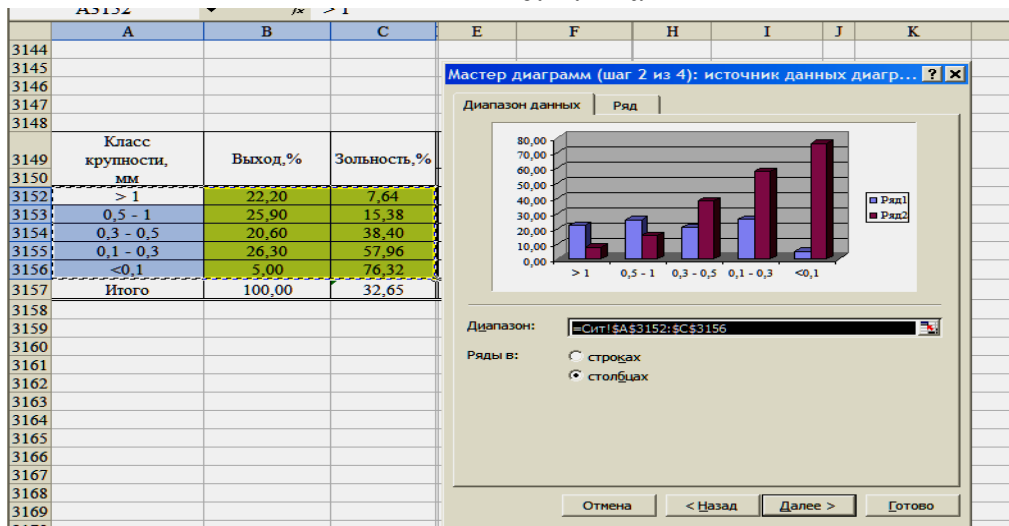 A3152 fx > 1
A B C E F H I J K
3144
3145
3146
3147
3148
Класс
3149 крупности, Выход,% Зольность,%
3150 мм
3152 > 1 22,20 7,64
3153 0,5 - 1 25,90 15,38
3154 0,3 - 0,5 20,60 38,40
3155 0,1 - 0,3 26,30 57,96
3156 <0,1 5,00 76,32
3157 Итого 100,00 32,65
3158
3159
3160
3161
3162
3163
3164
3165
3166
3167
3168
3169
Мастер диаграмм (шаг 2 из 4): источник данных диагр... ? ×
Диапазон данных Ряд
80,00
70,00
60,00
50,00
40,00
30,00
20,00
10,00
0,00
> 1 0,5 - 1 0,3 - 0,5 0,1 - 0,3 <0,1
Ряд1
Ряд2
Диапазон: =Сит!$A$3152:$C$3156
Ряды в: строках
столбцах
Отмена < Назад Далее > Готово